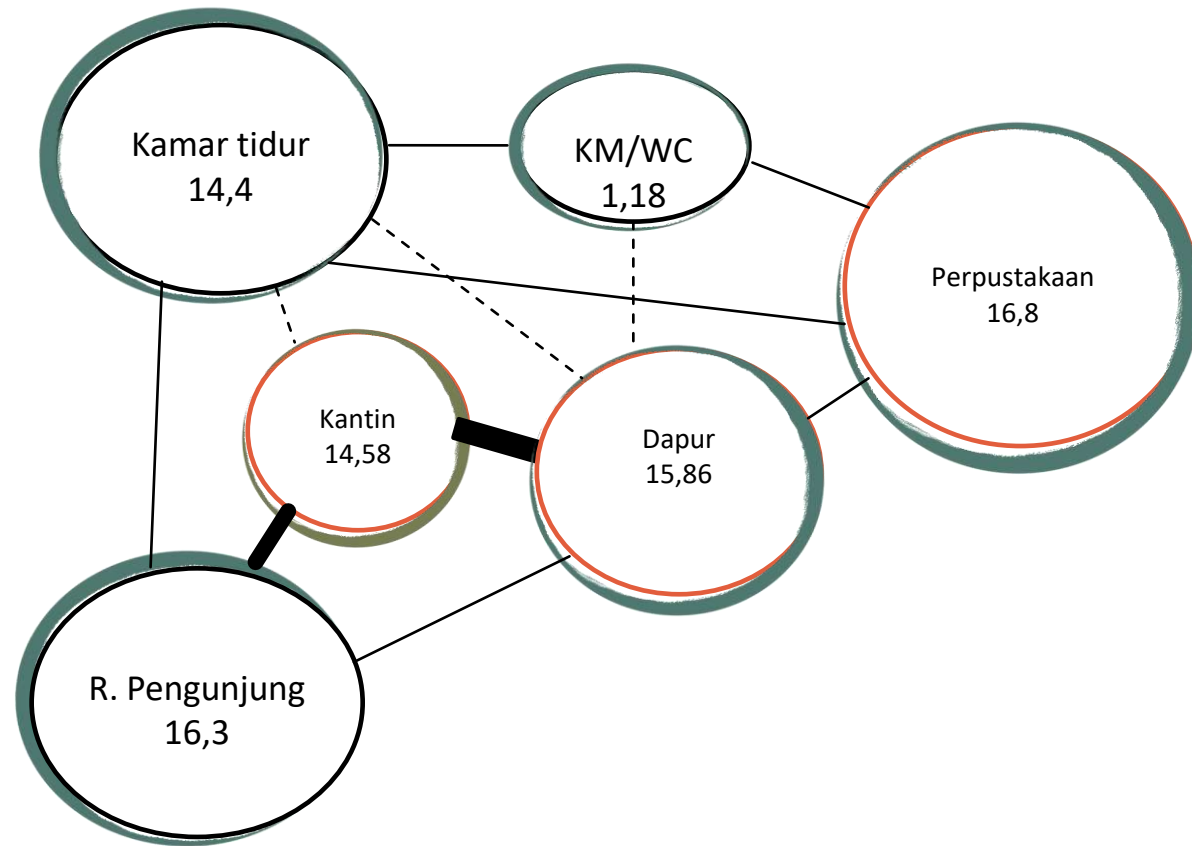 Kamar tidur
14,4
KM/WC
1,18
Perpustakaan
16,8
Kantin
14,58
Dapur
15,86
R. Pengunjung
16,3